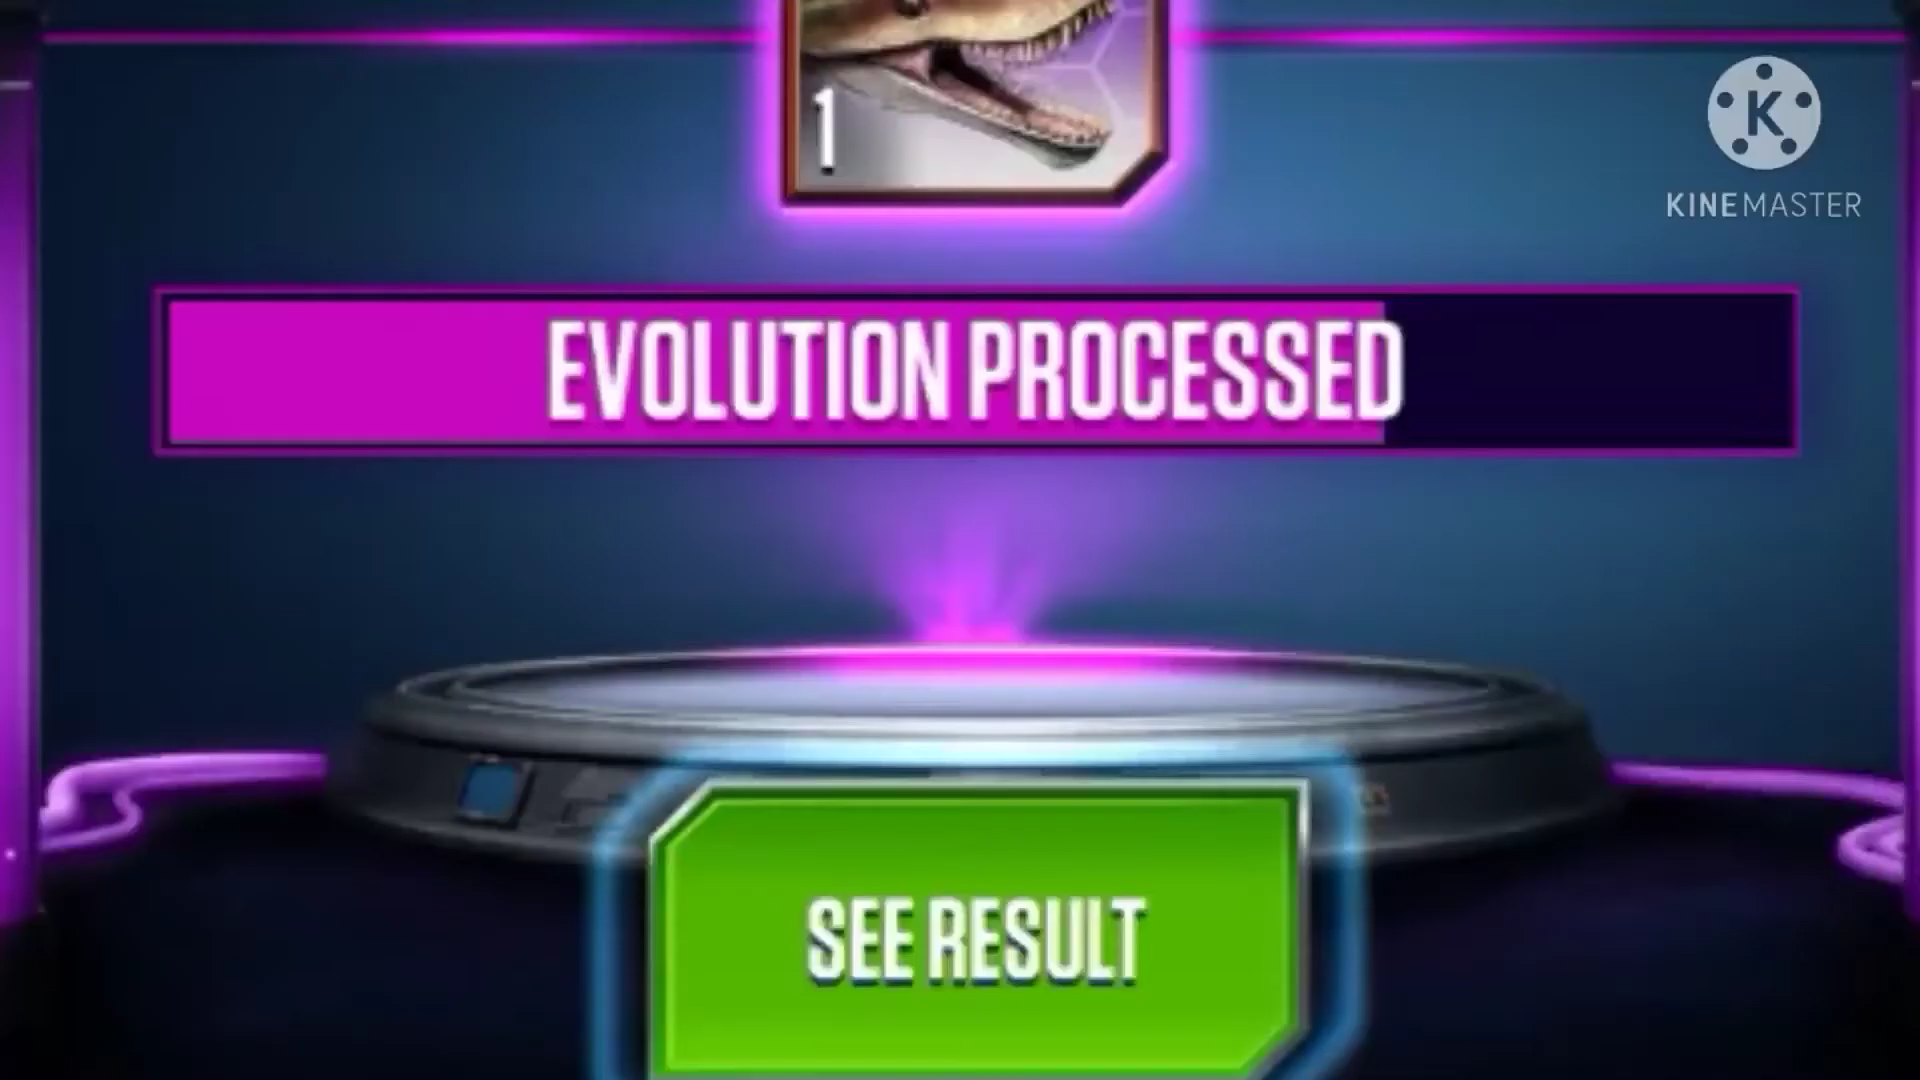 1
K
KINEMASTER
EVOLUTION PROCESSED
SEE RESULT